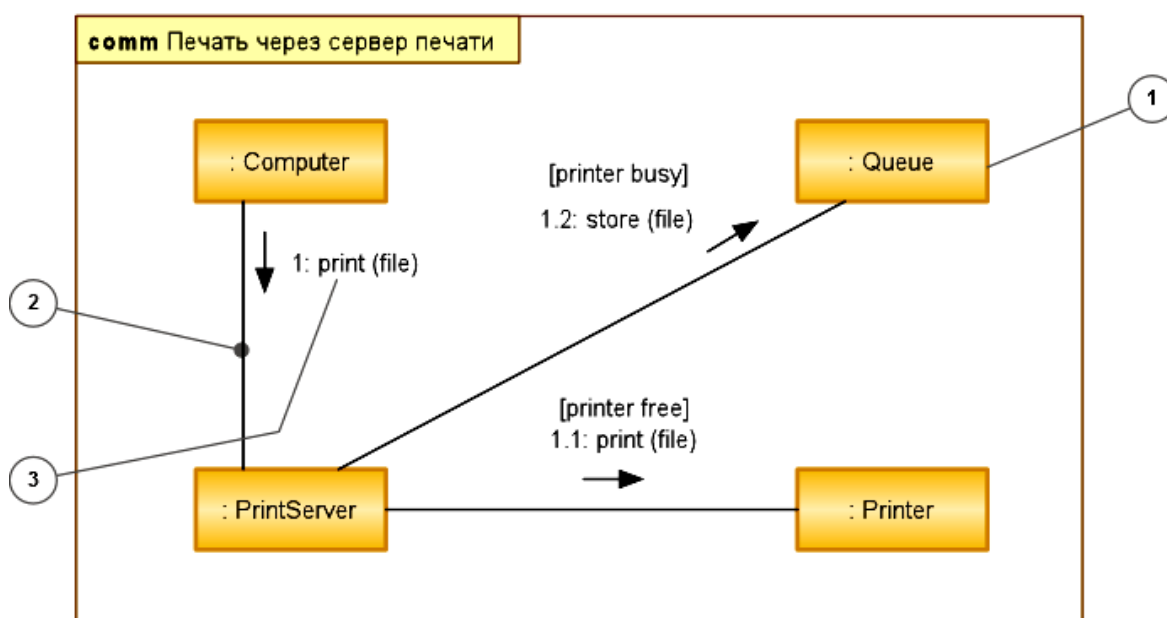 comm Печать через сервер печати
1
: Computer
: Queue
[printer busy]
1.2: store (file)
1: print (file)
2
[printer free]
1.1: print (file)
3
: PrintServer
: Printer